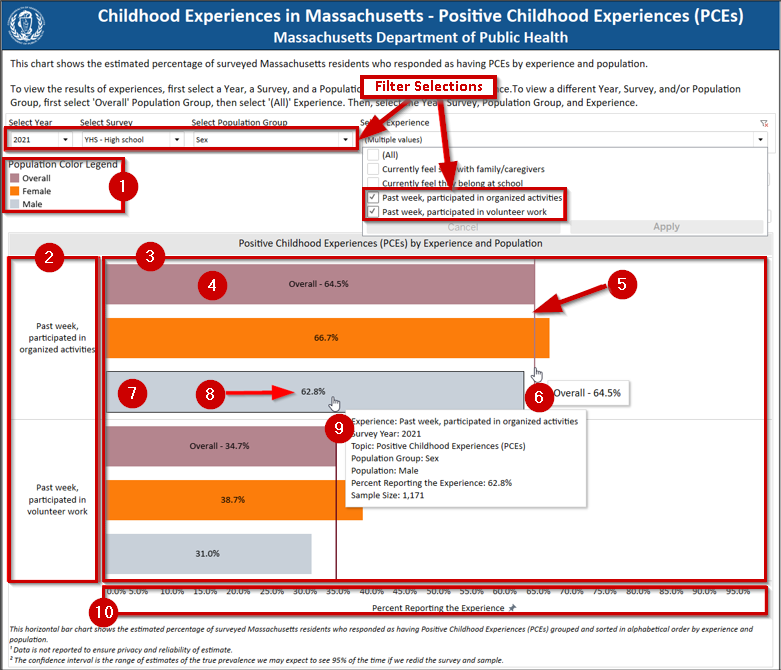 Childhood Experiences in Massachusetts - Positive Childhood Experiences (PCEs)
Massachusetts Department of Public Health
This chart shows the estimated percentage of surveyed Massachusetts residents who responded as having PCEs by experience and population.
To view the results of experiences, first select a Year, a Survey, and a Popula
nce.To view a different Year, Survey, and/or Population
Group, first select 'Overall' Population Group, then select '(All)' Experience. Then, select the Year, Survey, Population Group, and Experience.
Filter Selections
Select Year
Select Survey
Select Population Group
Experience
2021
YHS - High school
Sex
(Multiple values)
(All)
Currently feel s with family/caregivers
Currently feel they belong at school
Past week, participated in organized activities
Past week, participated in volunteer work
Cancel
Apply
Population Color Legend
Overall
Female
Male
1
Positive Childhood Experiences (PCEs) by Experience and Population
2
3
4
5
Overall - 64.5%
Past week,
participated in
organized activities
66.7%
7
8
62.8%
6
Overall - 64.5%
9
Experience: Past week, participated in organized activities
Survey Year: 2021
Topic: Positive Childhood Experiences (PCEs)
Population Group: Sex
Population: Male
Percent Reporting the Experience: 62.8%
Sample Size: 1,171
Overall - 34.7%
Past week,
participated in
volunteer work
38.7%
31.0%
0.0% 5.0% 10.0% 15.0% 20.0% 25.0% 30.0% 35.0% 40.0% 45.0% 50.0% 55.0% 60.0% 65.0% 70.0% 75.0% 80.0% 85.0% 90.0% 95.0%
10
Percent Reporting the Experience
This horizontal bar chart shows the estimated percentage of surveyed Massachusetts residents who responded as having Positive Childhood Experiences (PCEs) grouped and sorted in alphabetical order by experience and
population.
¹ Data is not reported to ensure privacy and reliability of estimate.
² The confidence interval is the range of estimates of the true prevalence we may expect to see 95% of the time if we redid the survey and sample.